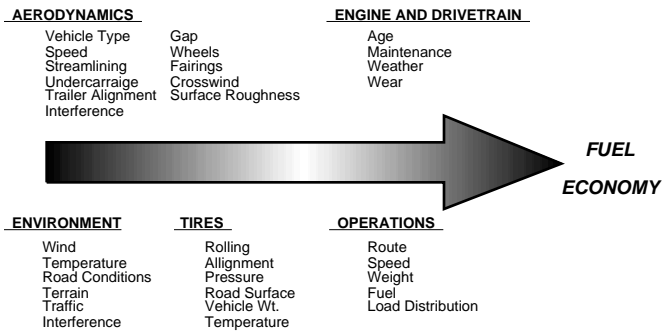 AERODYNAMICS
Vehicle Type
Speed
Streamlining
Undercarraige
Trailer Alignment
Interference
Gap
Wheels
Fairings
Crosswind
Surface Roughness
ENGINE AND DRIVETRAIN
Age
Maintenance
Weather
Wear
FUEL
ECONOMY
ENVIRONMENT
Wind
Temperature
Road Conditions
Terrain
Traffic
Interference
TIRES
Rolling
Allignment
Pressure
Road Surface
Vehicle Wt.
Temperature
OPERATIONS
Route
Speed
Weight
Fuel
Load Distribution